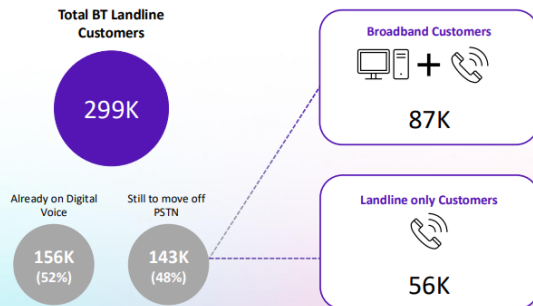 Total BT Landline
Customers
299K
Already on Digital
Voice
156K
(52%)
Still to move off
PSTN
143K
(48%)
Broadband Customers
+
87K
Landline only Customers
56K